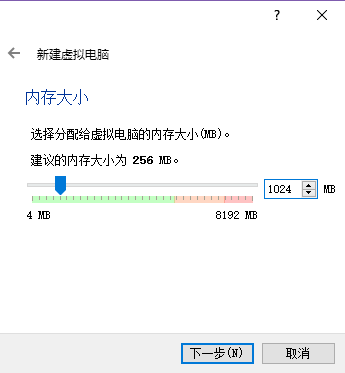 ?
新建虚拟电脑
内存大小
选择分配给虚拟电脑的内存大小(MB)。
建议的内存大小为 256 MB。
1024 MB
4 MB 8192 MB
下一步(N) 取消